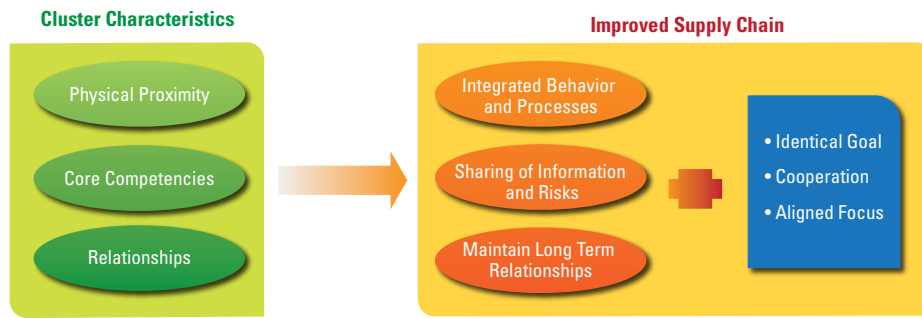 Cluster Characteristics
Physical Proximity
Core Competencies
Relationships
Improved Supply Chain
Integrated Behavior
and Processes
Sharing of Information
and Risks
Maintain Long Term
Relationships
• Identical Goal
• Cooperation
• Aligned Focus